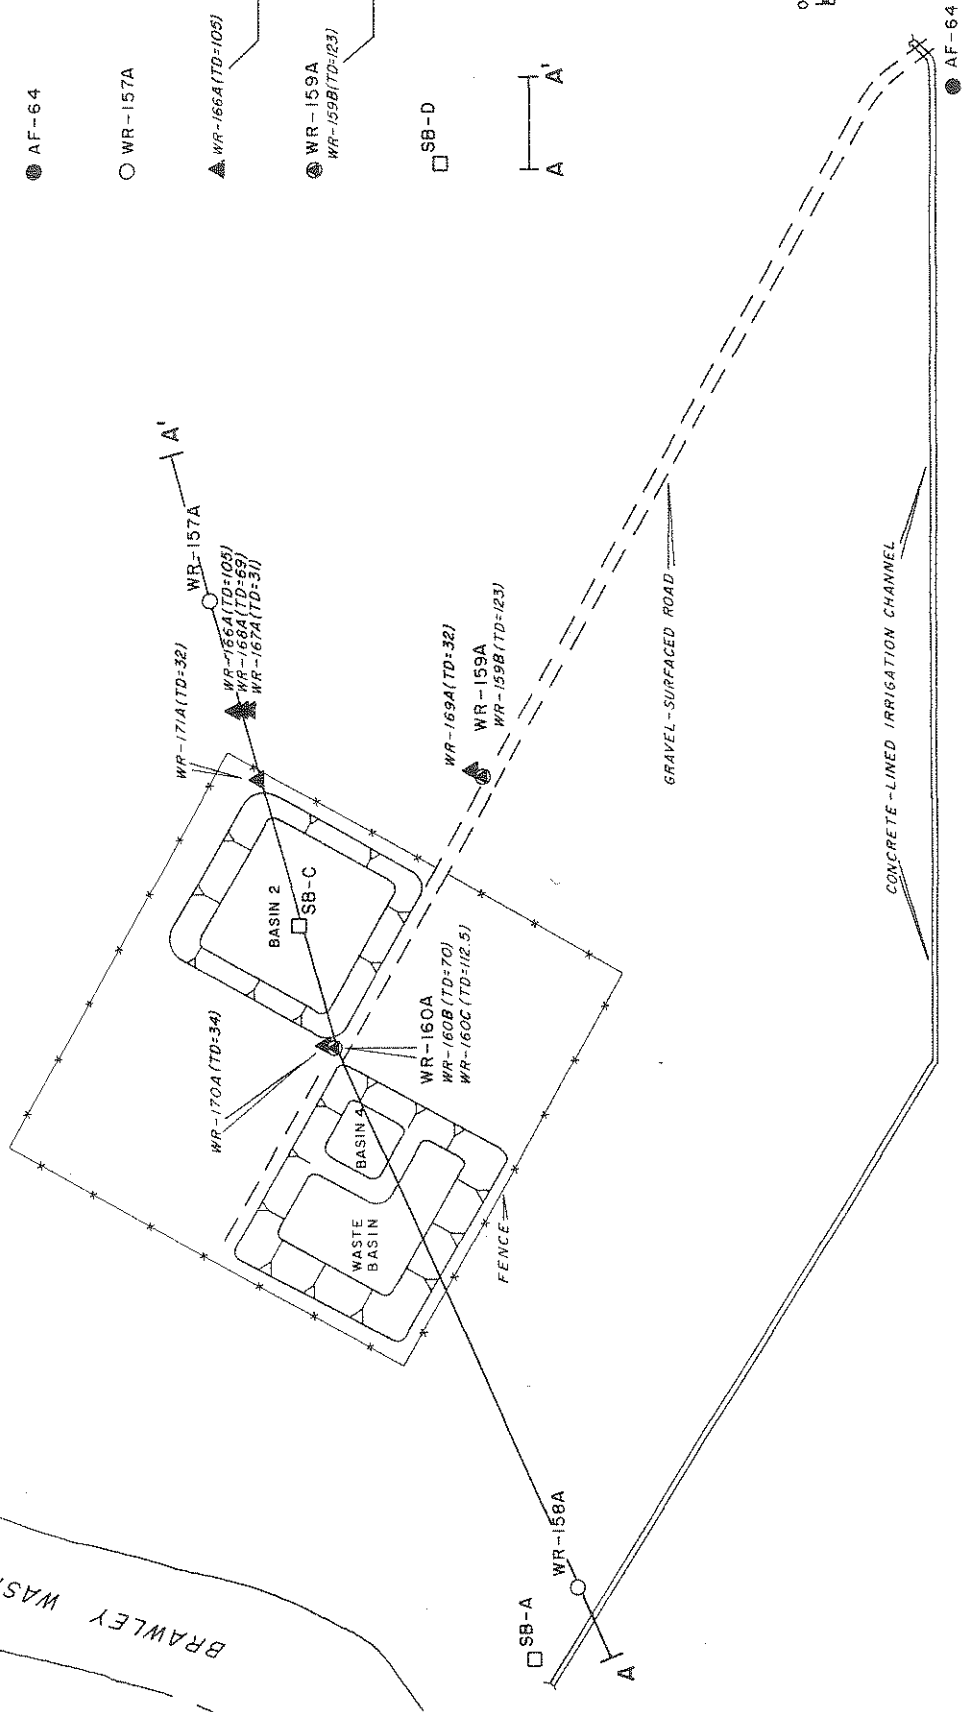 AF-64
WR-157A
WR-166A(TD=105)
WR-159A
WR-159B(TD=123)
SB-D
A
A'
A'
WR-157A
WR-171A(TD=32)
WR-166A(TD=105)
WR-168A(TD=69)
WR-167A(TD=31)
BASIN 2
SB-C
WR-169A(TD=32)
WR-159A
WR-159B(TD=123)
WR-170A(TD=34)
WR-160A
WR-160B(TD=70)
WR-160C(TD=112.5)
BASIN 4
WASTE
BASIN
FENCE
GRAVEL-SURFACED ROAD
CONCRETE-LINED IRRIGATION CHANNEL
BRAWLEY WAS
WR-158A
SB-A
A
AF-64